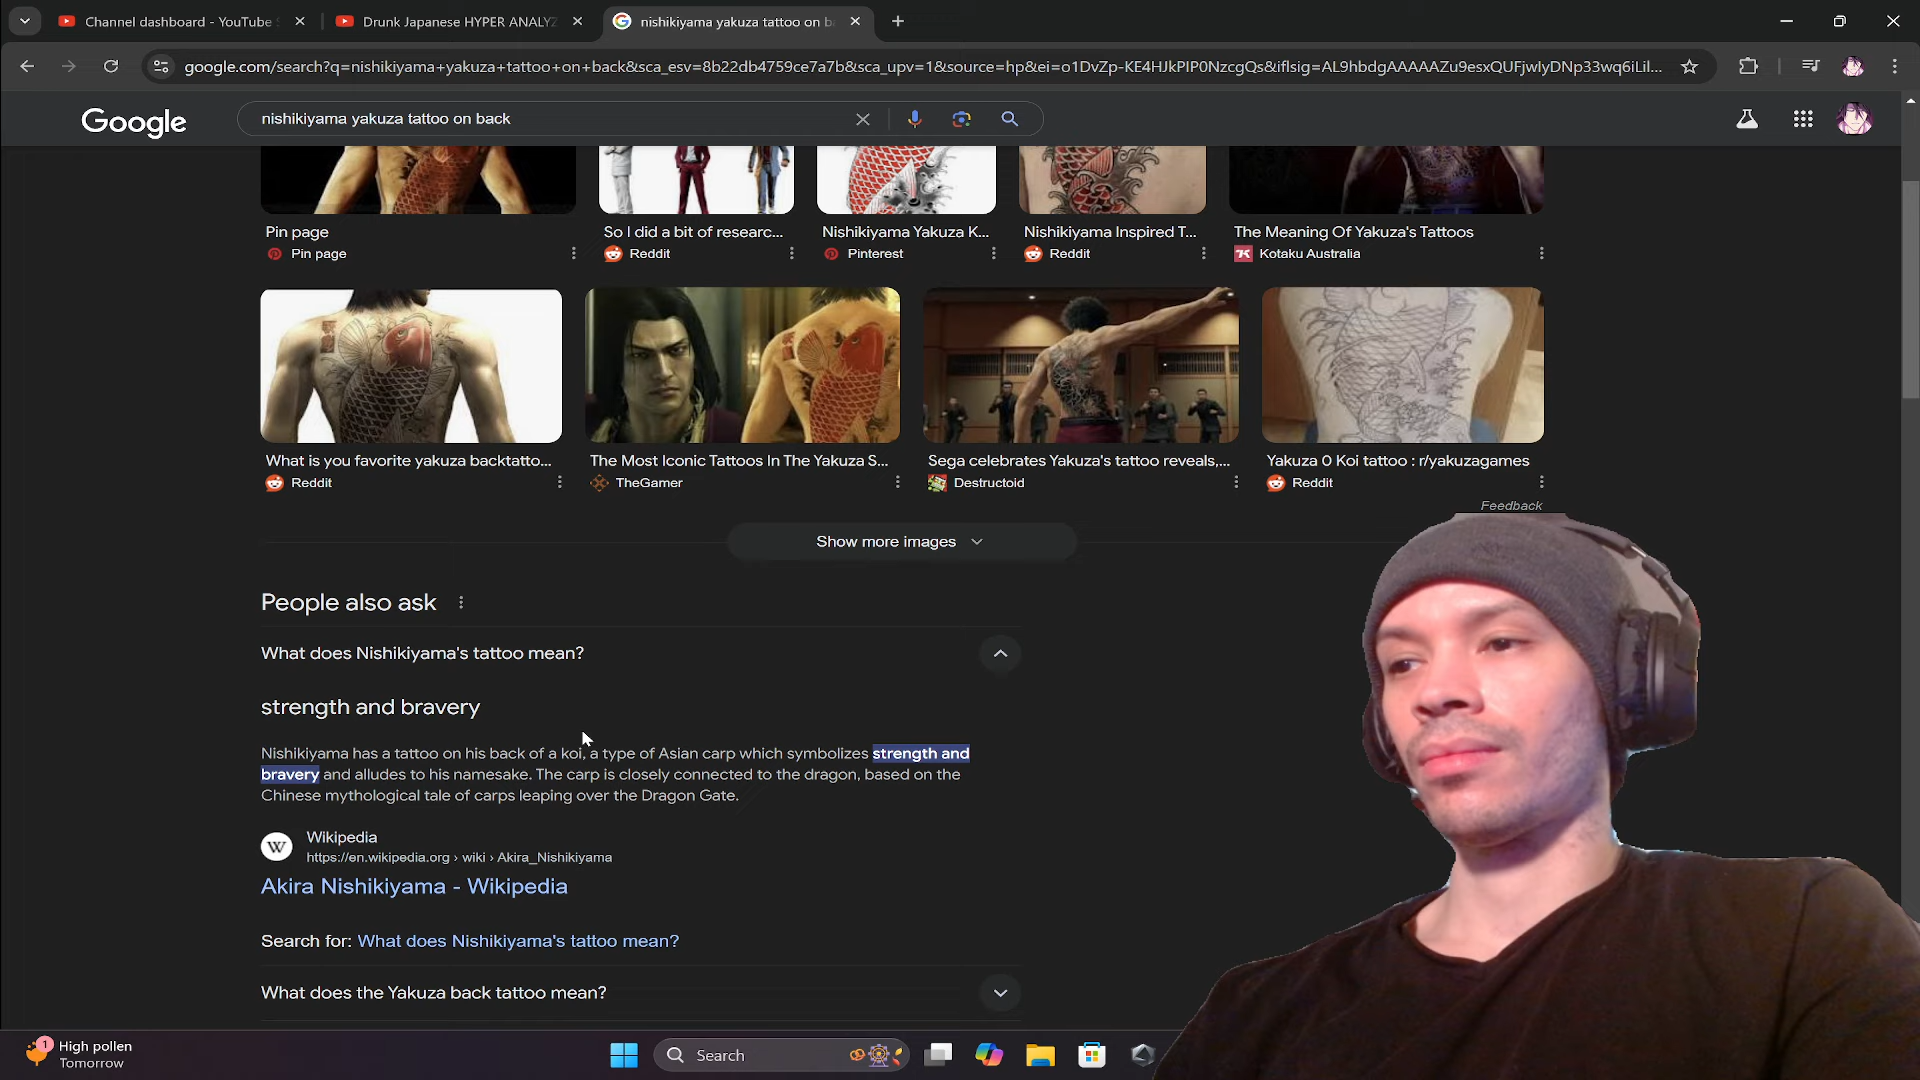 Channel dashboard - YouTube S
Drunk Japanese HYPER ANALYZ
nishikiyama yakuza tattoo on ba
google.com/search?q=nishikiyama+yakuza+tattoo+on+back&sca_esv=8b22db4759ce7a7b&sca_upv=1&source=hp&ei=o1DvZp-KE4HJkPIP0NzcgQs&iflsig=AL9hbdgAAAAAZu9esxQUFjwlyDNp33wq6iLil...
Google
nishikiyama yakuza tattoo on back
Pin page
So I did a bit of researc...
Nishikiyama Yakuza K...
Nishikiyama Inspired T...
The Meaning Of Yakuza's Tattoos
Pin page
Reddit
Pinterest
Reddit
Kotaku Australia
What is you favorite yakuza backtatto...
The Most Iconic Tattoos In The Yakuza S...
Sega celebrates Yakuza's tattoo reveals,...
Yakuza 0 Koi tattoo : r/yakuzagames
Reddit
TheGamer
Destructoid
Reddit
Feedback
Show more images
People also ask
What does Nishikiyama's tattoo mean?
strength and bravery
Nishikiyama has a tattoo on his back of a koi, a type of Asian carp which symbolizes strength and
bravery and alludes to his namesake. The carp is closely connected to the dragon, based on the
Chinese mythological tale of carps leaping over the Dragon Gate.
W
Wikipedia
https://en.wikipedia.org › wiki › Akira_Nishikiyama
Akira Nishikiyama - Wikipedia
Search for: What does Nishikiyama's tattoo mean?
What does the Yakuza back tattoo mean?
1
High pollen
Tomorrow
Search